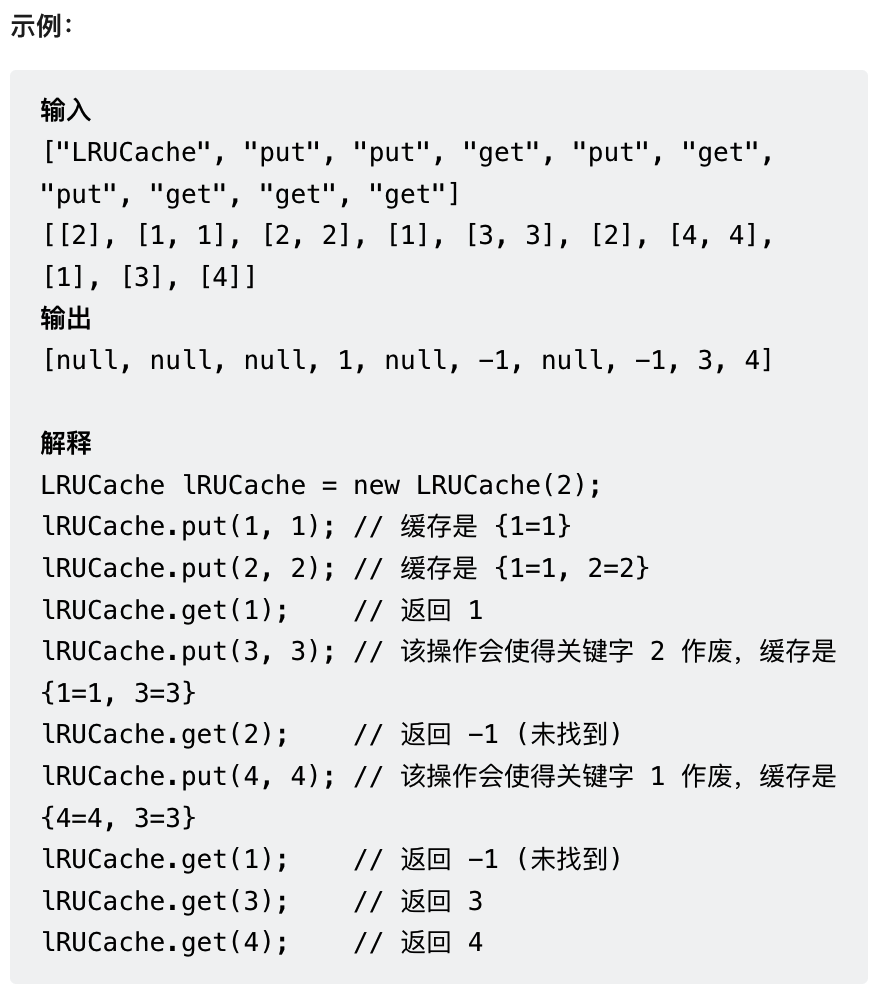 示例：
输入
["LRUCache", "put", "put", "get", "put", "get",
"put", "get", "get", "get"]
[[2], [1, 1], [2, 2], [1], [3, 3], [2], [4, 4],
[1], [3], [4]]
输出
[null, null, null, 1, null, -1, null, -1, 3, 4]
解释
LRUCache lRUCache = new LRUCache(2);
lRUCache.put(1, 1); // 缓存是 {1=1}
lRUCache.put(2, 2); // 缓存是 {1=1, 2=2}
lRUCache.get(1);    // 返回 1
lRUCache.put(3, 3); // 该操作会使得关键字 2 作废，缓存是
{1=1, 3=3}
lRUCache.get(2);    // 返回 -1 (未找到)
lRUCache.put(4, 4); // 该操作会使得关键字 1 作废，缓存是
{4=4, 3=3}
lRUCache.get(1);    // 返回 -1 (未找到)
lRUCache.get(3);    // 返回 3
lRUCache.get(4);    // 返回 4